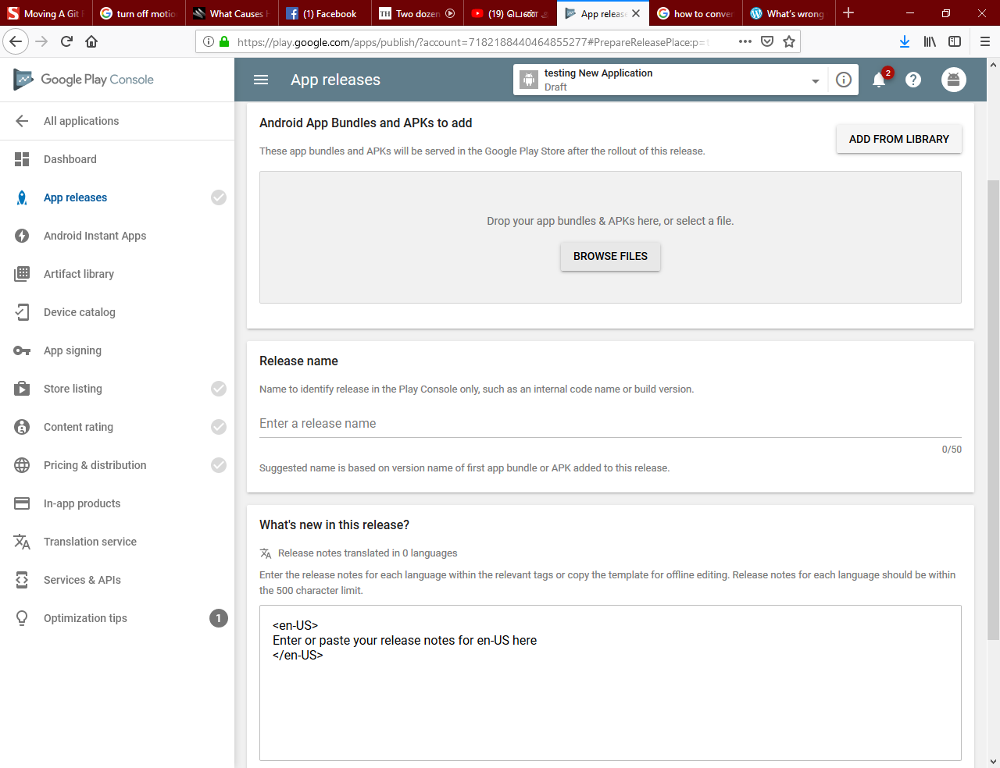 Moving A Git
turn off motio
What Causes H
(1) Facebook
TH Two dozen
(19) பெண்
App release
how to conver
What's wrong
https://play.google.com/apps/publish/?account=7182188440464855277#PrepareReleasePlace:p=t
Google Play Console
App releases
testing New Application
Draft
2
All applications
Dashboard
App releases
Android Instant Apps
Artifact library
Device catalog
App signing
Store listing
Content rating
Pricing & distribution
In-app products
Translation service
Services & APIs
Optimization tips
1
Android App Bundles and APKs to add
These app bundles and APKs will be served in the Google Play Store after the rollout of this release.
ADD FROM LIBRARY
Drop your app bundles & APKs here, or select a file.
BROWSE FILES
Release name
Name to identify release in the Play Console only, such as an internal code name or build version.
Enter a release name
0/50
Suggested name is based on version name of first app bundle or APK added to this release.
What's new in this release?
Release notes translated in 0 languages
Enter the release notes for each language within the relevant tags or copy the template for offline editing. Release notes for each language should be within
the 500 character limit.
<en-US>
Enter or paste your release notes for en-US here
</en-US>